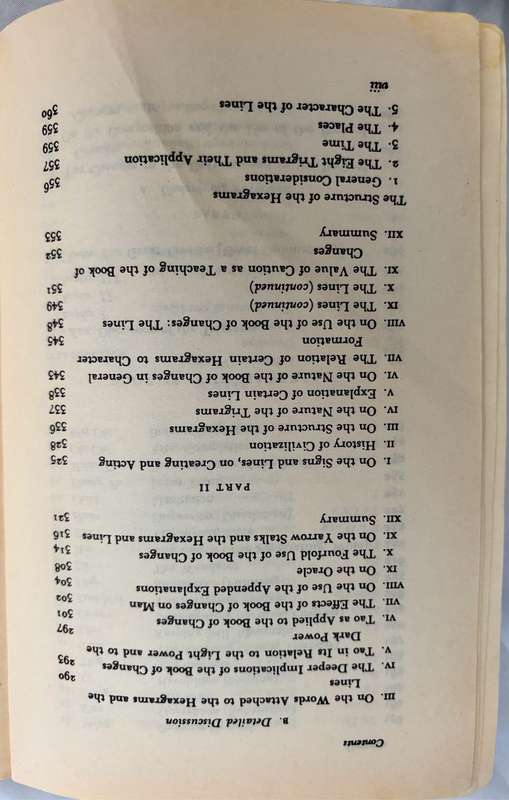 Contents
B. Detailed Discussion
III. On the Words Attached to the Hexagrams and the
Lines 290
IV. The Deeper Implications of the Book of Changes 293
V. Tao in Its Relation to the Light Power and to the
Dark Power 297
VI. Tao as Applied to the Book of Changes 301
VII. The Effects of the Book of Changes on Man 302
VIII. On the Use of the Appended Explanations 304
IX. On the Oracle 308
X. The Fourfold Use of the Book of Changes 314
XI. On the Yarrow Stalks and the Hexagrams and Lines 316
XII. Summary 321
PART II
I. On the Signs and Lines, on Creating and Acting 325
II. History of Civilization 328
III. On the Structure of the Hexagrams 336
IV. On the Nature of the Trigrams 337
V. Explanation of Certain Lines 338
VI. On the Nature of the Book of Changes in General 343
VII. The Relation of Certain Hexagrams to Character
Formation 345
VIII. On the Use of the Book of Changes: The Lines 348
IX. The Lines (continued) 349
X. The Lines (continued) 351
XI. The Value of Caution as a Teaching of the Book of
Changes 352
XII. Summary 353
The Structure of the Hexagrams
1. General Considerations 356
2. The Eight Trigrams and Their Application 357
3. The Time 359
4. The Places 359
5. The Character of the Lines 360
viii